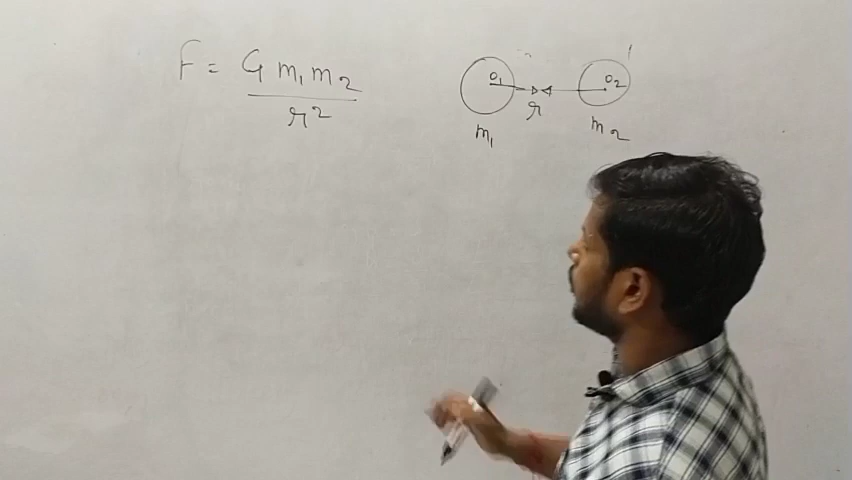 F = G m₁ m₂
r²
O₁ O₂
r
m₁ m₂